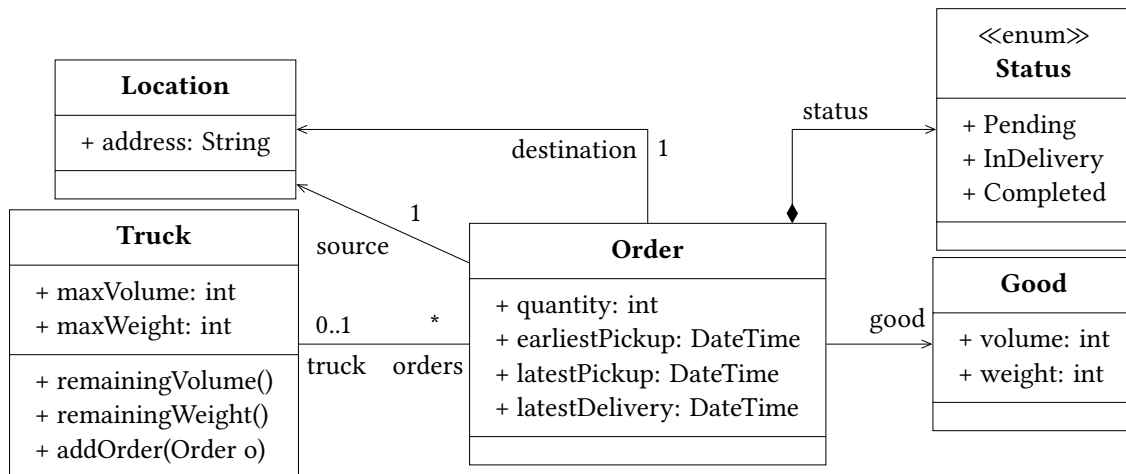 Location
+ address: String
destination
1
status
≪enum≫
Status
+ Pending
+ InDelivery
+ Completed
1
source
Truck
+ maxVolume: int
+ maxWeight: int
+ remainingVolume()
+ remainingWeight()
+ addOrder(Order o)
0..1
*
truck
orders
Order
+ quantity: int
+ earliestPickup: DateTime
+ latestPickup: DateTime
+ latestDelivery: DateTime
good
Good
+ volume: int
+ weight: int